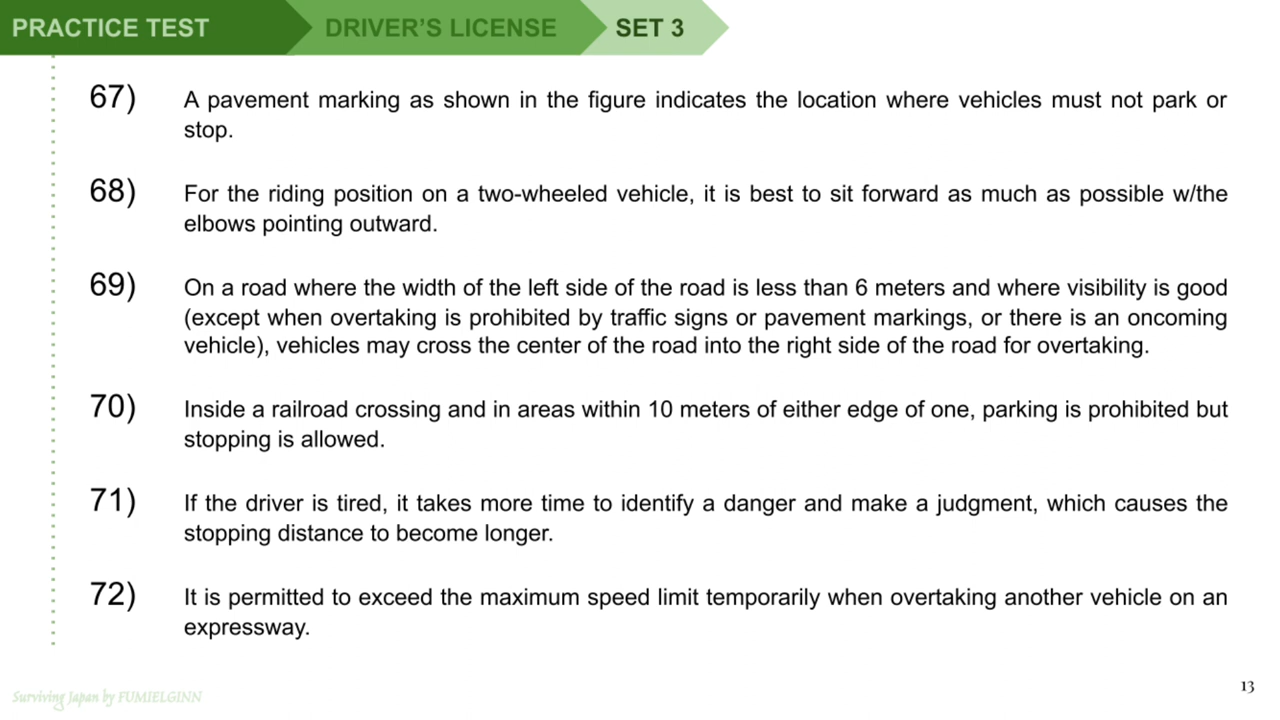 PRACTICE TEST DRIVER’S LICENSE SET 3
67) A pavement marking as shown in the figure indicates the location where vehicles must not park or
stop.
68) For the riding position on a two-wheeled vehicle, it is best to sit forward as much as possible w/the
elbows pointing outward.
69) On a road where the width of the left side of the road is less than 6 meters and where visibility is good
(except when overtaking is prohibited by traffic signs or pavement markings, or there is an oncoming
vehicle), vehicles may cross the center of the road into the right side of the road for overtaking.
70) Inside a railroad crossing and in areas within 10 meters of either edge of one, parking is prohibited but
stopping is allowed.
71) If the driver is tired, it takes more time to identify a danger and make a judgment, which causes the
stopping distance to become longer.
72) It is permitted to exceed the maximum speed limit temporarily when overtaking another vehicle on an
expressway.
Surviving Japan by FUMIELGINN
13